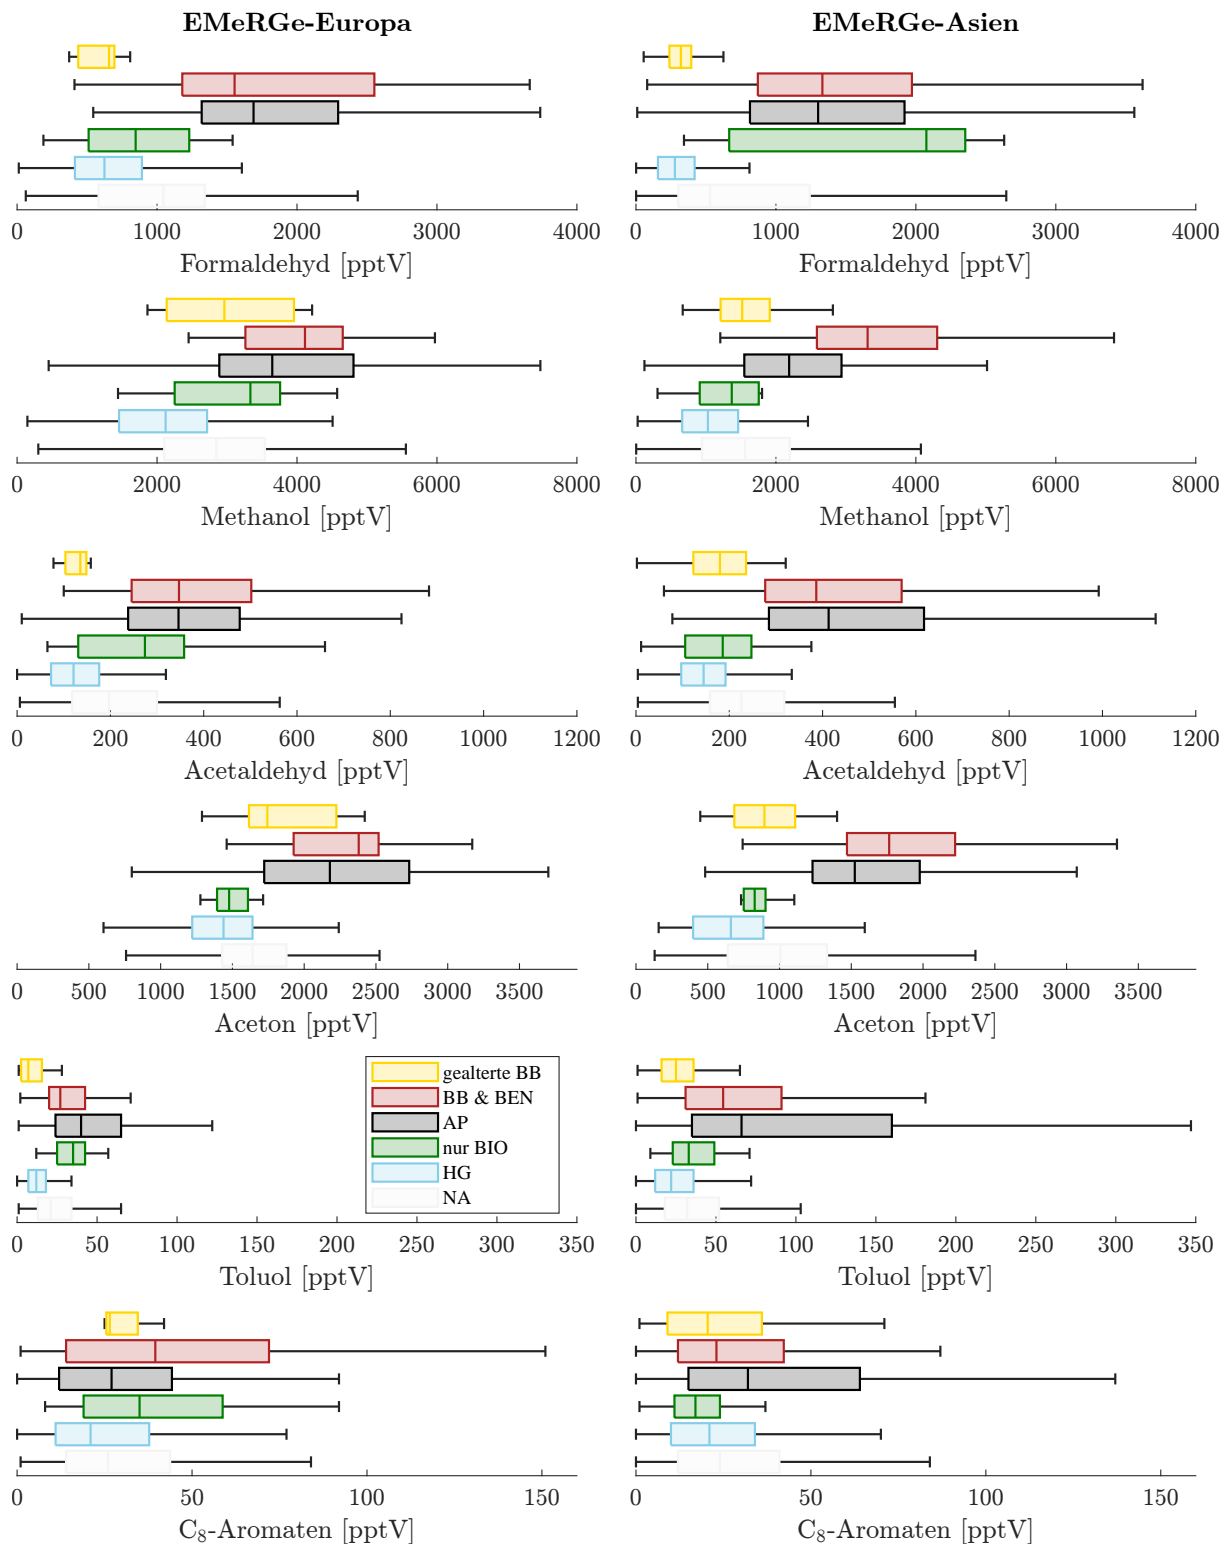 EMeRGe-Europa EMeRGe-Asien
0 1000 2000 3000 4000 0 1000 2000 3000 4000
Formaldehyd [pptV] Formaldehyd [pptV]
0 2000 4000 6000 8000 0 2000 4000 6000 8000
Methanol [pptV] Methanol [pptV]
0 200 400 600 800 1000 1200 0 200 400 600 800 1000 1200
Acetaldehyd [pptV] Acetaldehyd [pptV]
0 500 1000 1500 2000 2500 3000 3500 0 500 1000 1500 2000 2500 3000 3500
Aceton [pptV] Aceton [pptV]
gealterte BB
BB & BEN
AP
nur BIO
HG
NA
0 50 100 150 200 250 300 350 0 50 100 150 200 250 300 350
Toluol [pptV] Toluol [pptV]
0 50 100 150 0 50 100 150
C₈-Aromaten [pptV] C₈-Aromaten [pptV]